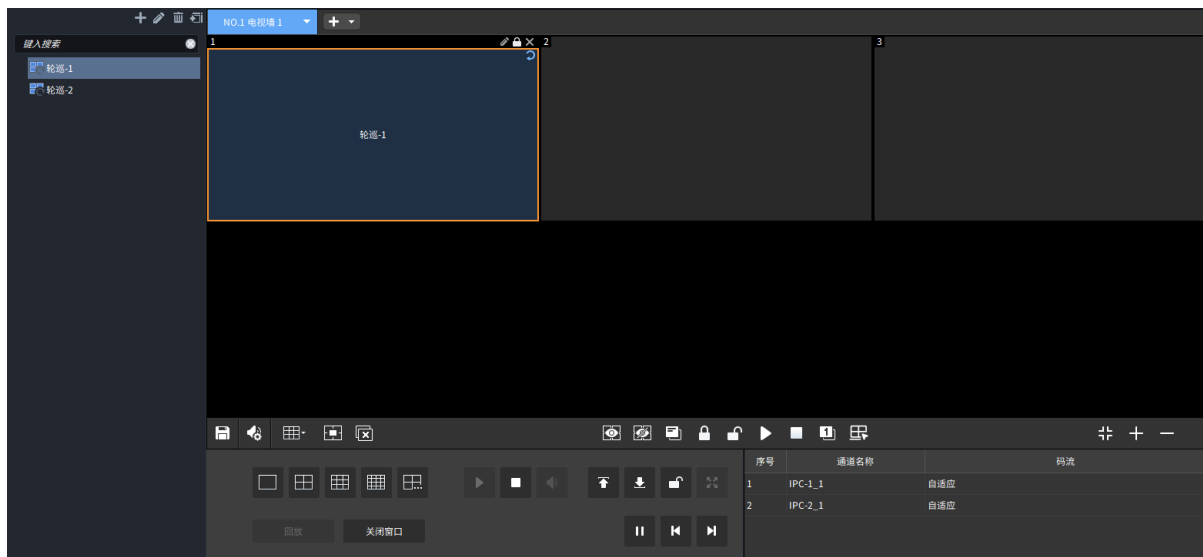 NO.1 电视墙 1
键入搜索
轮巡-1
轮巡-2
1
2
3
轮巡-1
1
序号 通道名称 码流
1 IPC-1_1 自适应
2 IPC-2_1 自适应
回放 关闭窗口